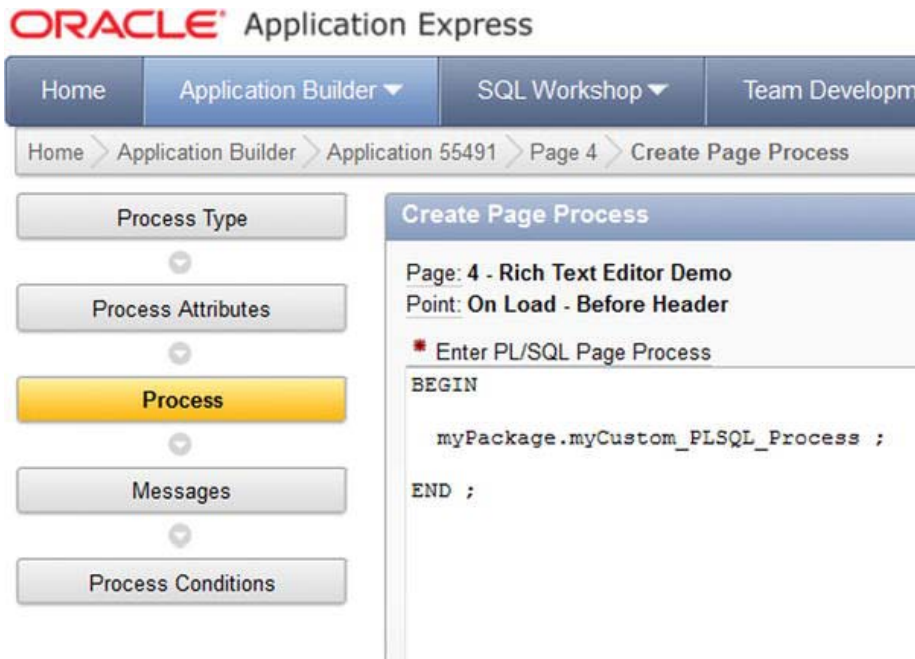 ORACLE Application Express
Home Application Builder SQL Workshop Team Developm
Home Application Builder Application 55491 Page 4 Create Page Process
Process Type
Process Attributes
Process
Messages
Process Conditions
Create Page Process
Page: 4 - Rich Text Editor Demo
Point: On Load - Before Header
* Enter PL/SQL Page Process
BEGIN
myPackage.myCustom_PLSQL_Process ;
END ;